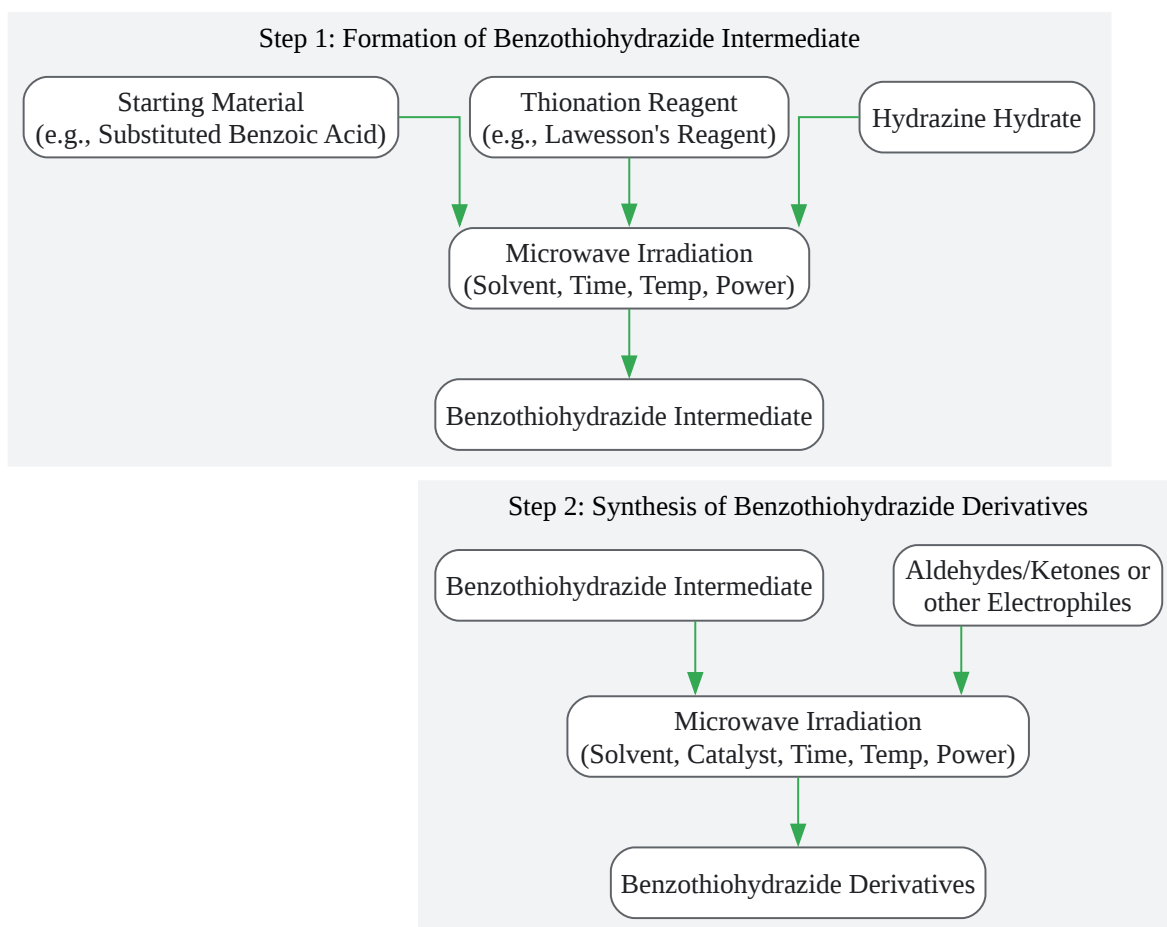 Step 1: Formation of Benzothiohydrazide Intermediate
Starting Material
(e.g., Substituted Benzoic Acid)
Thionation Reagent
(e.g., Lawesson's Reagent)
Hydrazine Hydrate
Microwave Irradiation
(Solvent, Time, Temp, Power)
Benzothiohydrazide Intermediate
Step 2: Synthesis of Benzothiohydrazide Derivatives
Benzothiohydrazide Intermediate
Aldehydes/Ketones or
other Electrophiles
Microwave Irradiation
(Solvent, Catalyst, Time, Temp, Power)
Benzothiohydrazide Derivatives